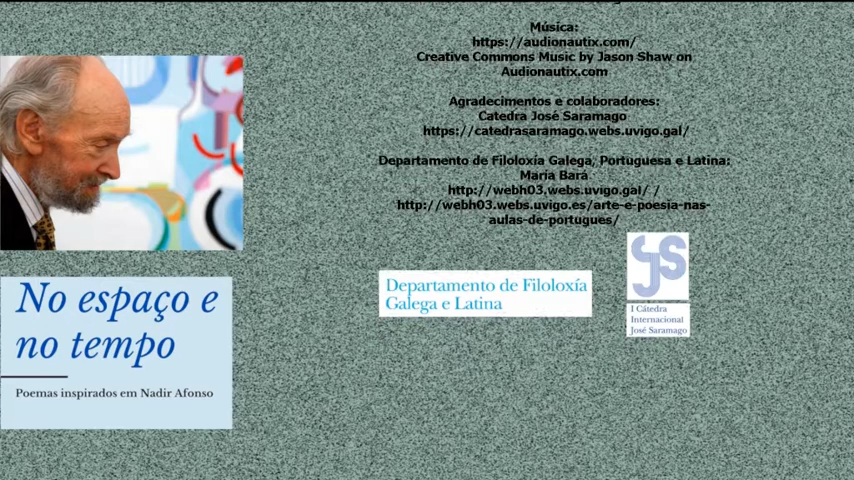 Música:
https://audionautix.com/
Creative Commons Music by Jason Shaw on
Audionautix.com
Agradecimentos e colaboradores:
Catedra José Saramago
https://catedrasaramago.webs.uvigo.gal/
Departamento de Filoloxía Galega, Portuguesa e Latina:
María Bará
http://webh03.webs.uvigo.gal/ /
http://webh03.webs.uvigo.es/arte-e-poesia-nas-
aulas-de-portugues/
Departamento de Filoloxía
Galega e Latina
CJS
I Cátedra
Internacional
José Saramago
No espaço e
no tempo
Poemas inspirados em Nadir Afonso